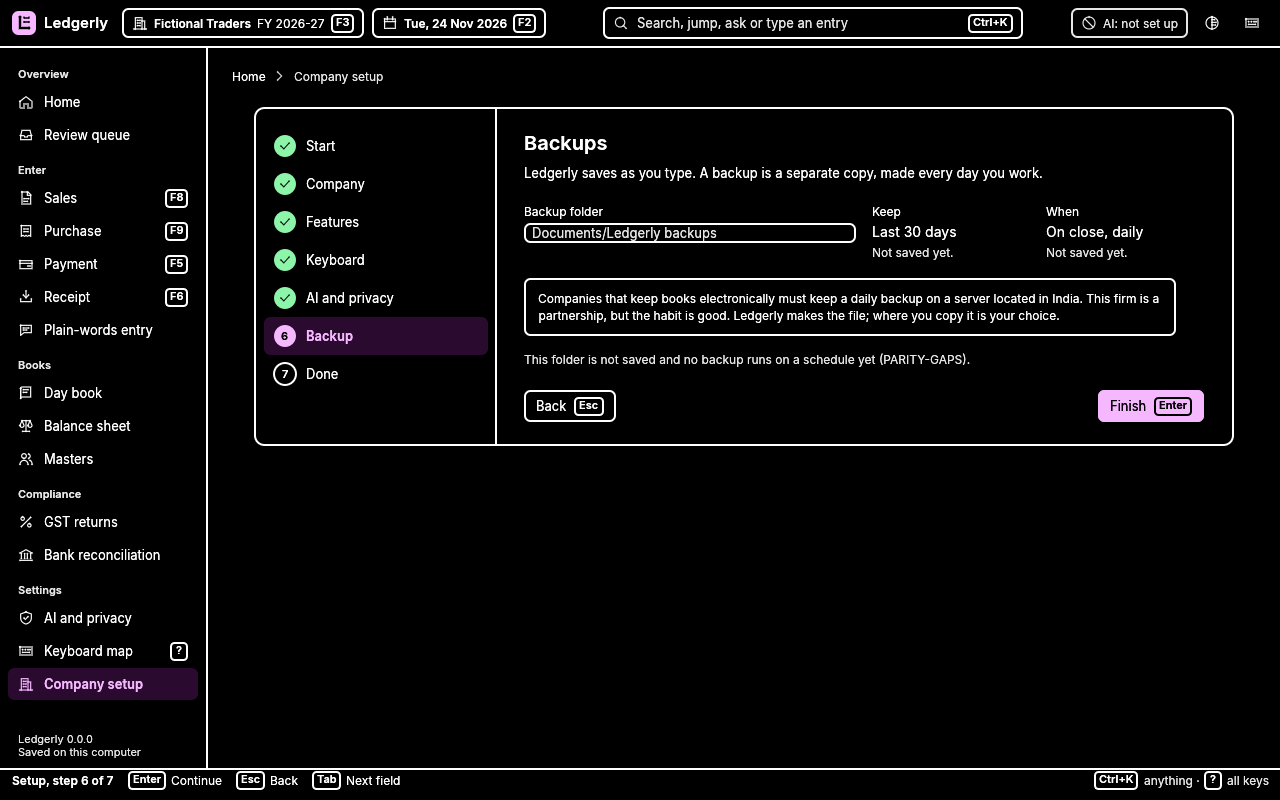 Ledgerly
Fictional Traders FY 2026-27 F3
Tue, 24 Nov 2026 F2
Search, jump, ask or type an entry Ctrl+K
AI: not set up
Overview
Home
Review queue
Enter
Sales F8
Purchase F9
Payment F5
Receipt F6
Plain-words entry
Books
Day book
Balance sheet
Masters
Compliance
GST returns
Bank reconciliation
Settings
AI and privacy
Keyboard map ?
Company setup
Ledgerly 0.0.0
Saved on this computer
Home > Company setup
Start
Company
Features
Keyboard
AI and privacy
6 Backup
7 Done
Backups
Ledgerly saves as you type. A backup is a separate copy, made every day you work.
Backup folder
Documents/Ledgerly backups
Keep
Last 30 days
Not saved yet.
When
On close, daily
Not saved yet.
Companies that keep books electronically must keep a daily backup on a server located in India. This firm is a
partnership, but the habit is good. Ledgerly makes the file; where you copy it is your choice.
This folder is not saved and no backup runs on a schedule yet (PARITY-GAPS).
Back Esc
Finish Enter
Setup, step 6 of 7 Enter Continue Esc Back Tab Next field
Ctrl+K anything · ? all keys